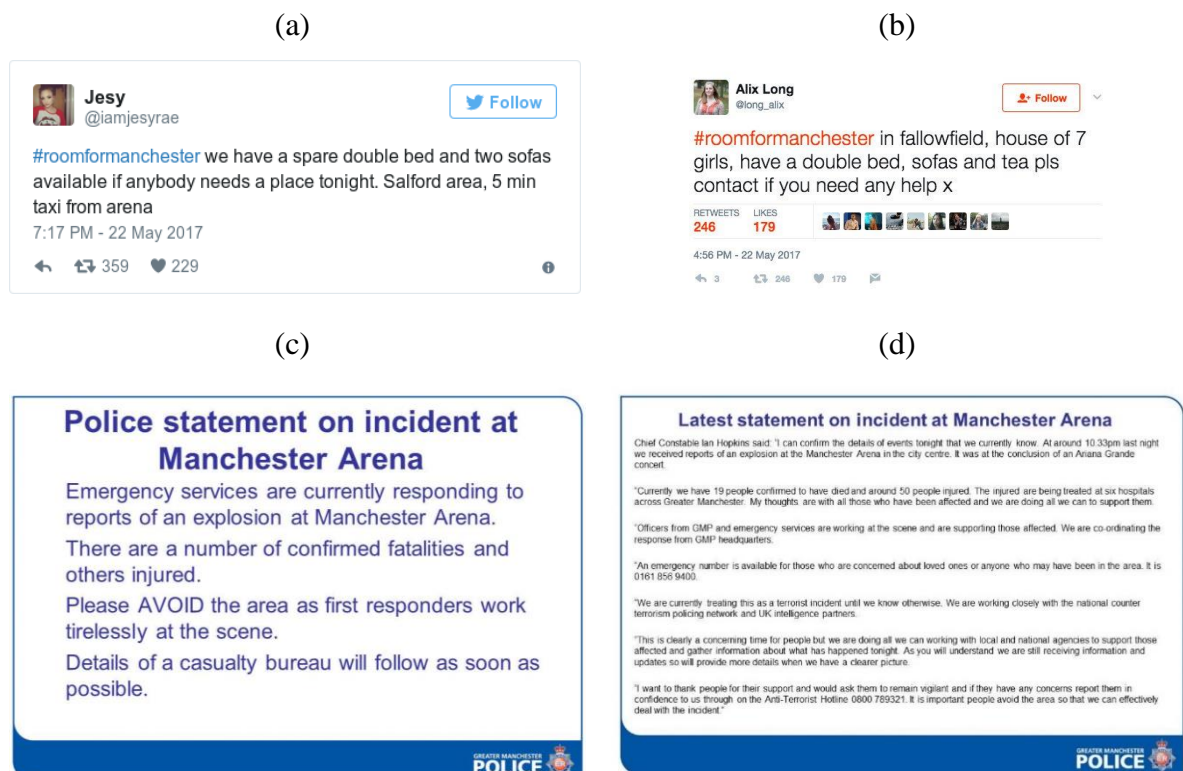 (a)
(b)
Jesy
@iamjesyrae
Follow
#roomformanchester we have a spare double bed and two sofas
available if anybody needs a place tonight. Salford area, 5 min
taxi from arena
7:17 PM - 22 May 2017
359 229
Alix Long
@long_alix
Follow
#roomformanchester in fallowfield, house of 7
girls, have a double bed, sofas and tea pls
contact if you need any help x
RETWEETS LIKES
246 179
4:56 PM - 22 May 2017
3 246 179
(c)
(d)
Police statement on incident at
Manchester Arena
Emergency services are currently responding to
reports of an explosion at Manchester Arena.
There are a number of confirmed fatalities and
others injured.
Please AVOID the area as first responders work
tirelessly at the scene.
Details of a casualty bureau will follow as soon as
possible.
GREATER MANCHESTER
POLICE
Latest statement on incident at Manchester Arena
Chief Constable Ian Hopkins said: "I can confirm the details of events tonight that we currently know. At around 10.33pm last night
we received reports of an explosion at the Manchester Arena in the city centre. It was at the conclusion of an Ariana Grande
concert.
"Currently we have 19 people confirmed to have died and around 50 people injured. The injured are being treated at six hospitals
across Greater Manchester. My thoughts are with all those who have been affected and we are doing all we can to support them.
"Officers from GMP and emergency services are working at the scene and are supporting those affected. We are co-ordinating the
response from GMP headquarters.
"An emergency number is available for those who are concerned about loved ones or anyone who may have been in the area. It is
0161 856 9400.
"We are currently treating this as a terrorist incident until we know otherwise. We are working closely with the national counter
terrorism policing network and UK intelligence partners.
"This is clearly a concerning time for people but we are doing all we can working with local and national agencies to support those
affected and gather information about what has happened tonight. As you will understand we are still receiving information and
updates so will provide more details when we have a clearer picture.
"I want to thank people for their support and would ask them to remain vigilant and if they have any concerns report them in
confidence to us through on the Anti-Terrorist Hotline 0800 789321. It is important people avoid the area so that we can effectively
deal with the incident."
GREATER MANCHESTER
POLICE